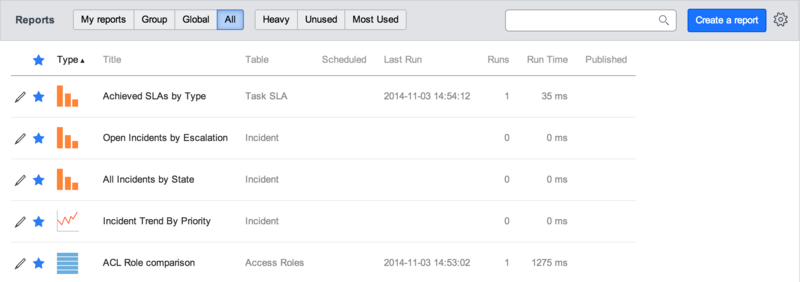 Reports My reports Group Global All Heavy Unused Most Used Create a report
Type ▲ Title Table Scheduled Last Run Runs Run Time Published
Achieved SLAs by Type Task SLA 2014-11-03 14:54:12 1 35 ms
Open Incidents by Escalation Incident 0 0 ms
All Incidents by State Incident 0 0 ms
Incident Trend By Priority Incident 0 0 ms
ACL Role comparison Access Roles 2014-11-03 14:53:02 1 1275 ms